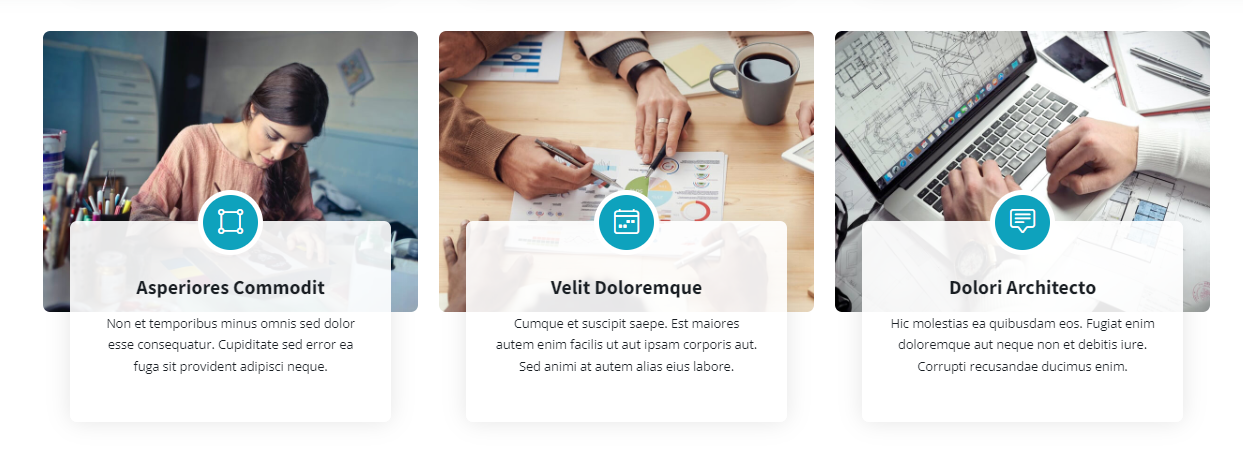 Asperiores Commodit
Non et temporibus minus omnis sed dolor
esse consequatur. Cupiditate sed error ea
fuga sit provident adipisci neque.
Velit Doloremque
Cumque et suscipit saepe. Est maiores
autem enim facilis ut aut ipsam corporis aut.
Sed animi at autem alias eius labore.
Dolori Architecto
Hic molestias ea quibusdam eos. Fugiat enim
doloremque aut neque non et debitis iure.
Corrupti recusandae ducimus enim.